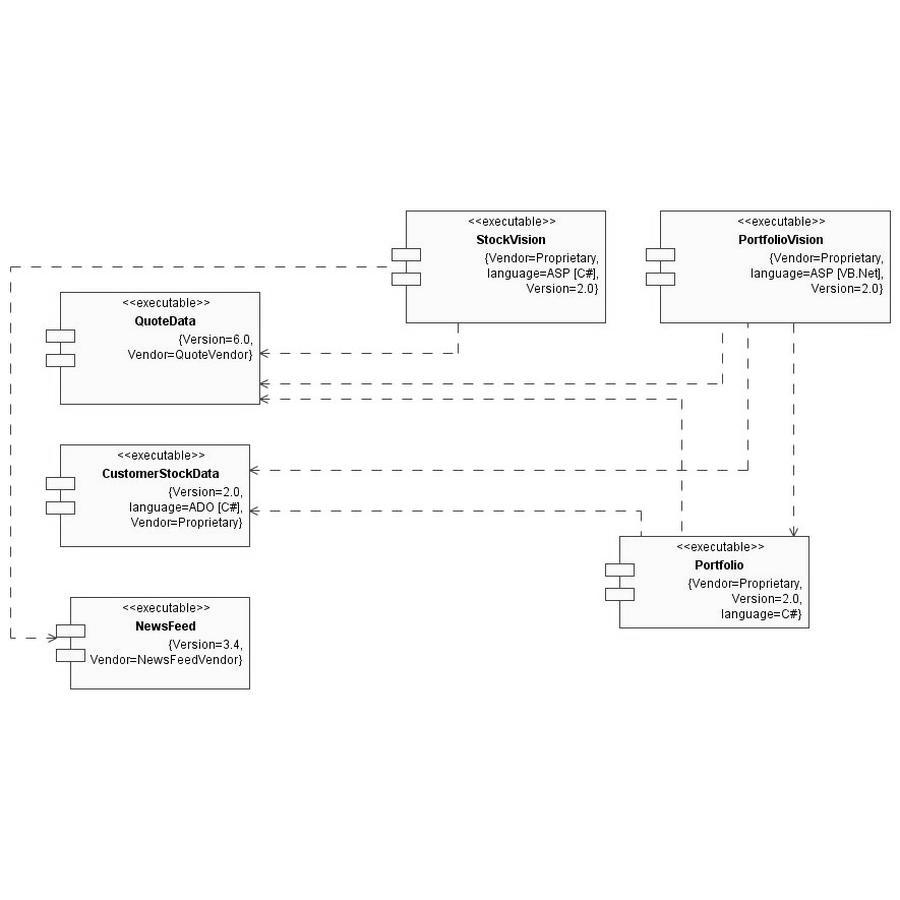 <<executable>>
StockVision
{Vendor=Proprietary,
language=ASP [C#],
Version=2.0}
<<executable>>
PortfolioVision
{Vendor=Proprietary,
language=ASP [VB.Net],
Version=2.0}
<<executable>>
QuoteData
{Version=6.0,
Vendor=QuoteVendor}
<<executable>>
CustomerStockData
{Version=2.0,
language=ADO [C#],
Vendor=Proprietary}
<<executable>>
Portfolio
{Vendor=Proprietary,
Version=2.0,
language=C#}
<<executable>>
NewsFeed
{Version=3.4,
Vendor=NewsFeedVendor}